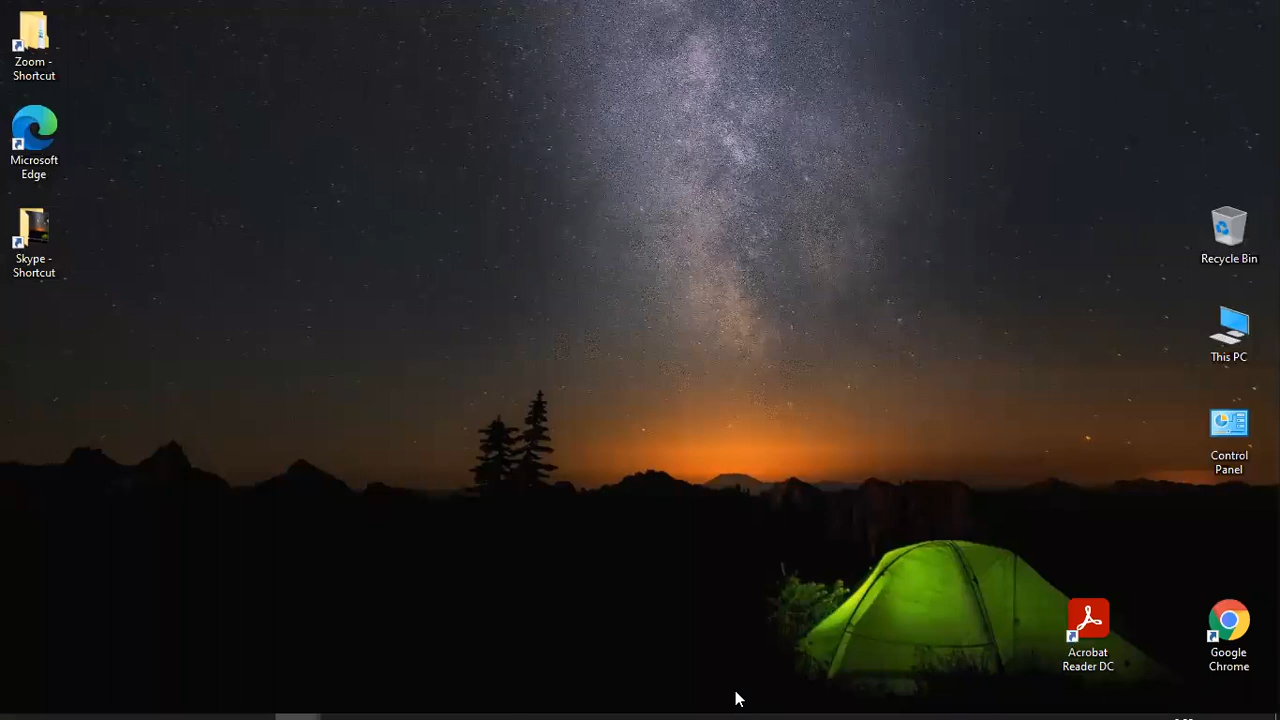 Zoom -
Shortcut
Microsoft
Edge
Skype -
Shortcut
Recycle Bin
This PC
Control
Panel
Acrobat
Reader DC
Google
Chrome